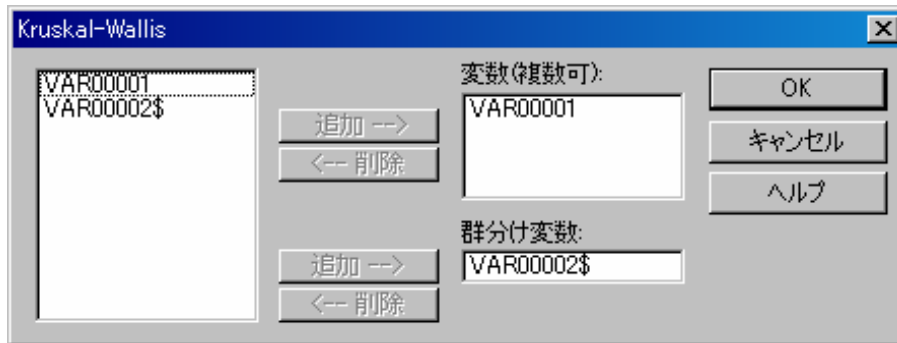 Kruskal-Wallis
VAR00001
VAR00002$
追加 -->
<-- 削除
追加 -->
<-- 削除
変数(複数可):
VAR00001
群分け変数:
VAR00002$
OK
キャンセル
ヘルプ